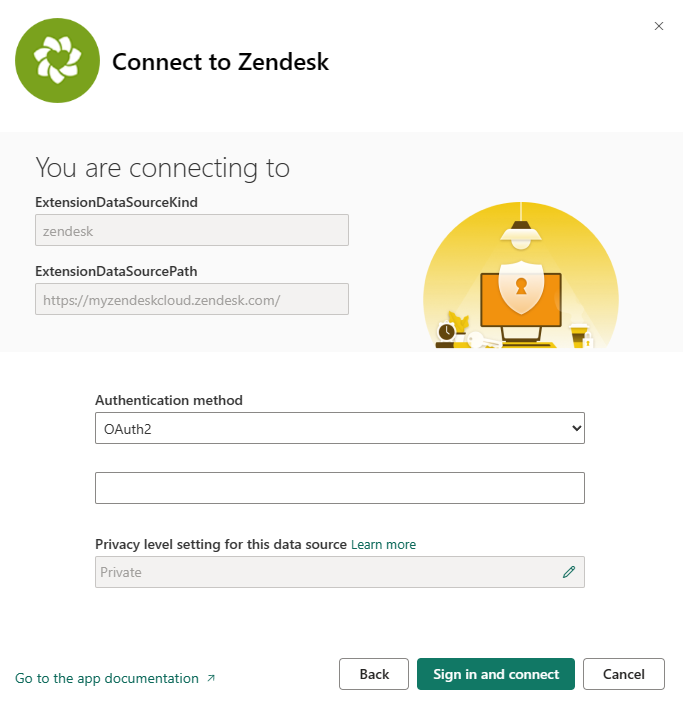 Connect to Zendesk
You are connecting to
ExtensionDataSourceKind
zendesk
ExtensionDataSourcePath
https://myzendeskcloud.zendesk.com/
Authentication method
OAuth2
Privacy level setting for this data source Learn more
Private
Go to the app documentation
Back
Sign in and connect
Cancel